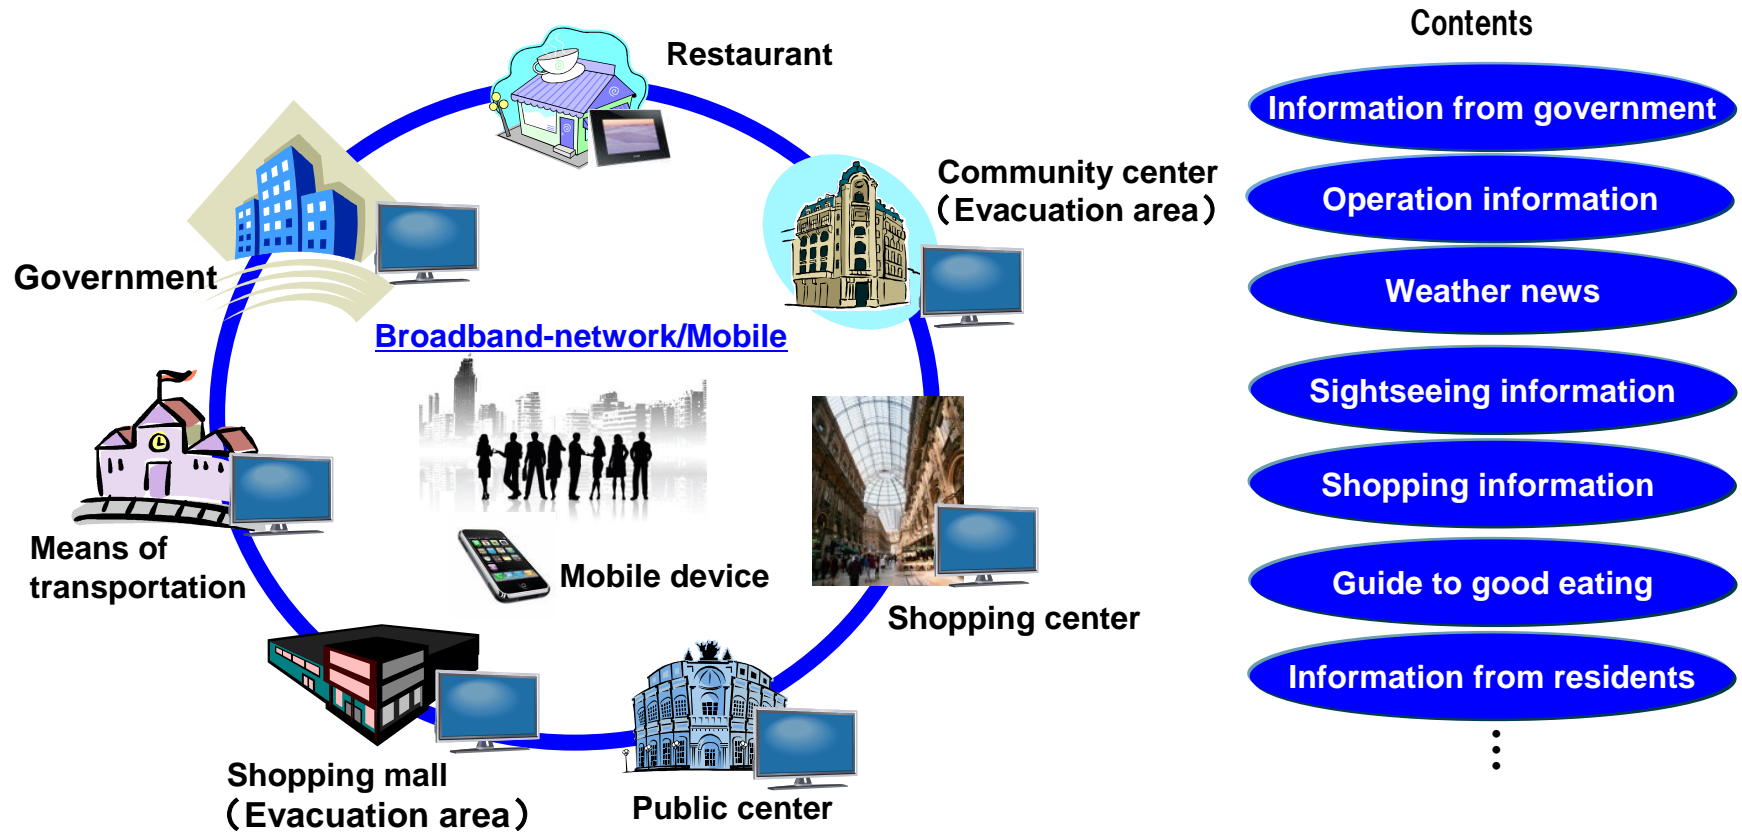 Contents
Restaurant
Community center
（Evacuation area）
Government
Broadband-network/Mobile
Means of
transportation
Mobile device
Shopping center
Shopping mall
（Evacuation area）
Public center
Information from government
Operation information
Weather news
Sightseeing information
Shopping information
Guide to good eating
Information from residents